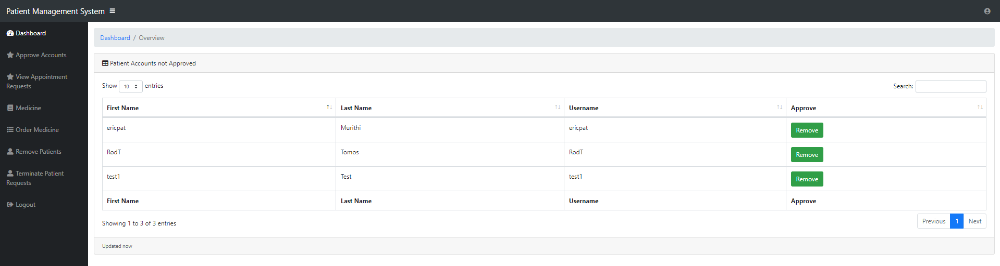 Patient Management System
Dashboard
Approve Accounts
View Appointment
Requests
Medicine
Order Medicine
Remove Patients
Terminate Patient
Requests
Logout
Dashboard / Overview
Patient Accounts not Approved
Show 10 entries
Search:
First Name Last Name Username Approve
ericpat Murithi ericpat Remove
RodT Tomos RodT Remove
test1 Test test1 Remove
First Name Last Name Username Approve
Showing 1 to 3 of 3 entries
Previous 1 Next
Updated now